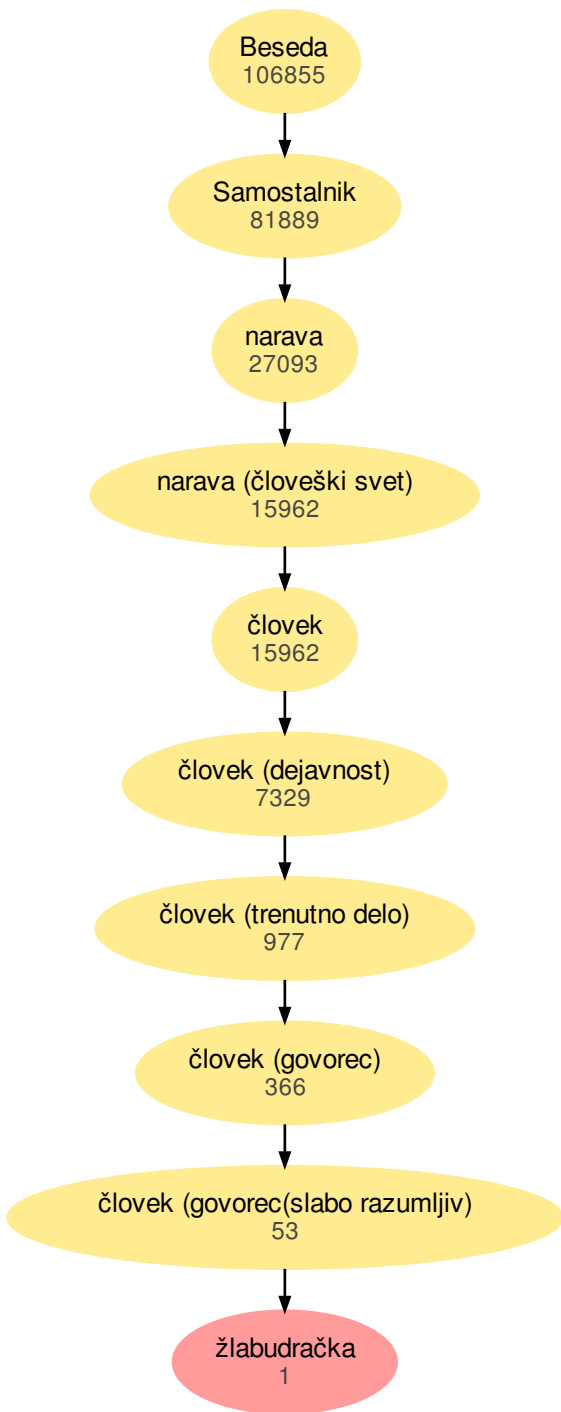 Beseda
106855
Samostalnik
81889
narava
27093
narava (človeški svet)
15962
človek
15962
človek (dejavnost)
7329
človek (trenutno delo)
977
človek (govorec)
366
človek (govorec(slabo razumljiv)
53
žlabudračka
1